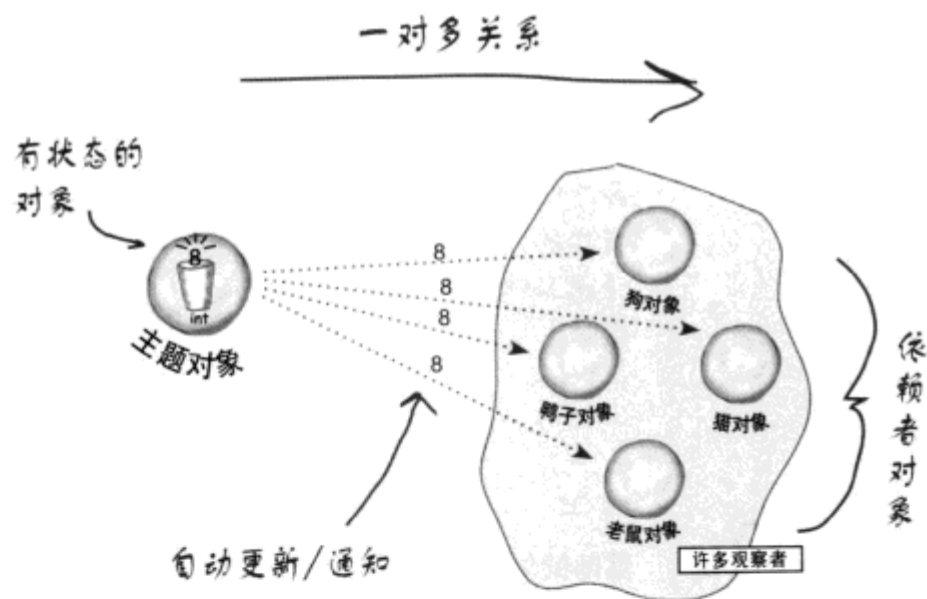 一对多关系
有状态的
对象
8
int
主题对象
8
8
8
8
狗对象
鸭子对象
猫对象
老鼠对象
依赖者对象
自动更新/通知
许多观察者